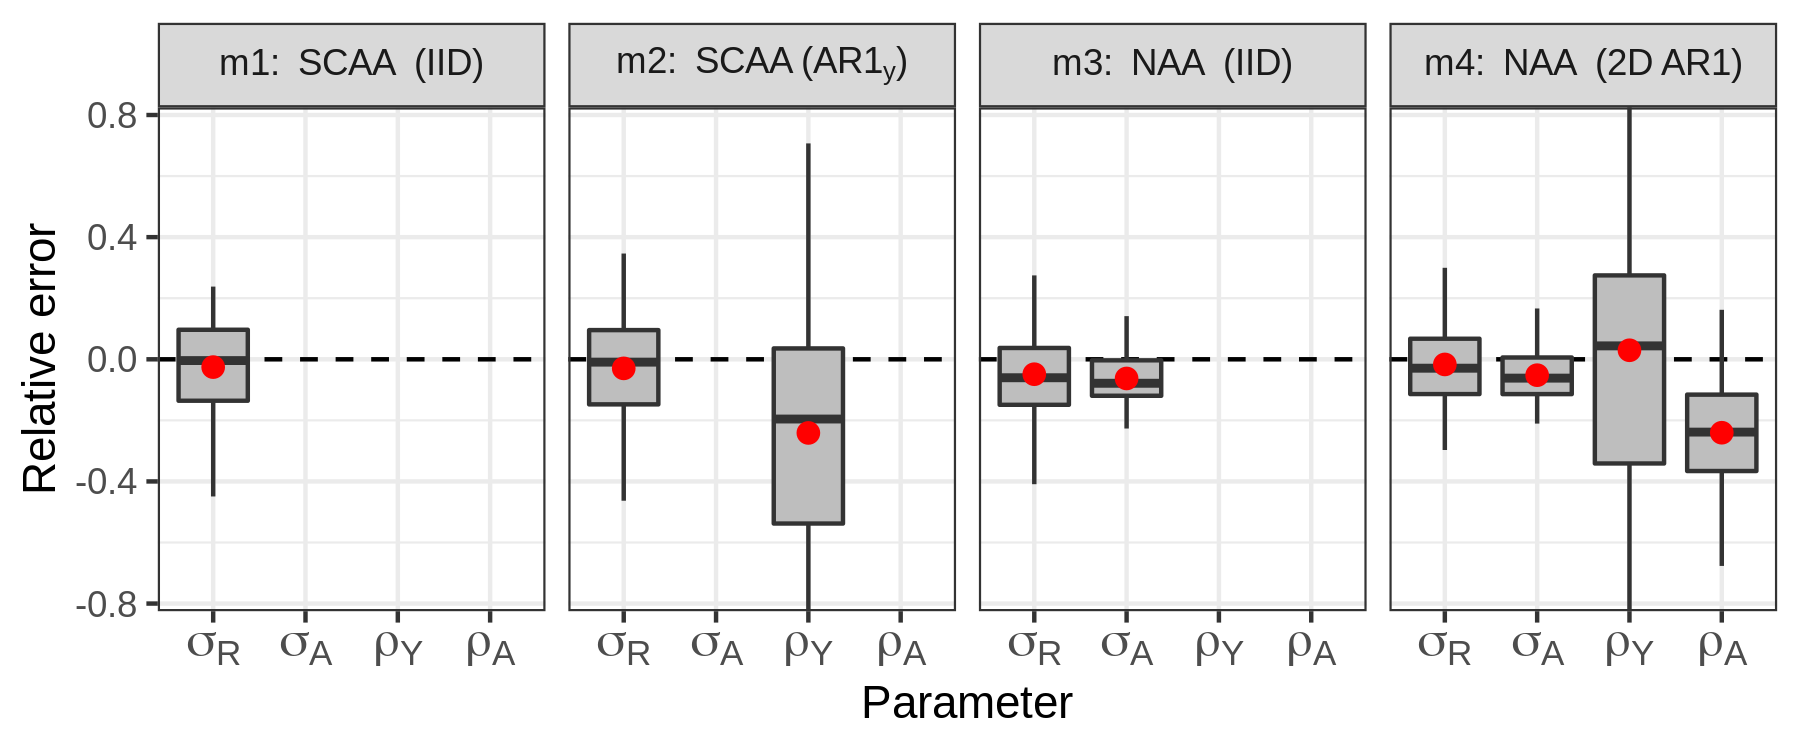 m1: SCAA (IID)
m2: SCAA (AR1y)
m3: NAA (IID)
m4: NAA (2D AR1)
Relative error
0.8
0.4
0.0
-0.4
-0.8
σR σA ρY ρA
σR σA ρY ρA
σR σA ρY ρA
σR σA ρY ρA
Parameter